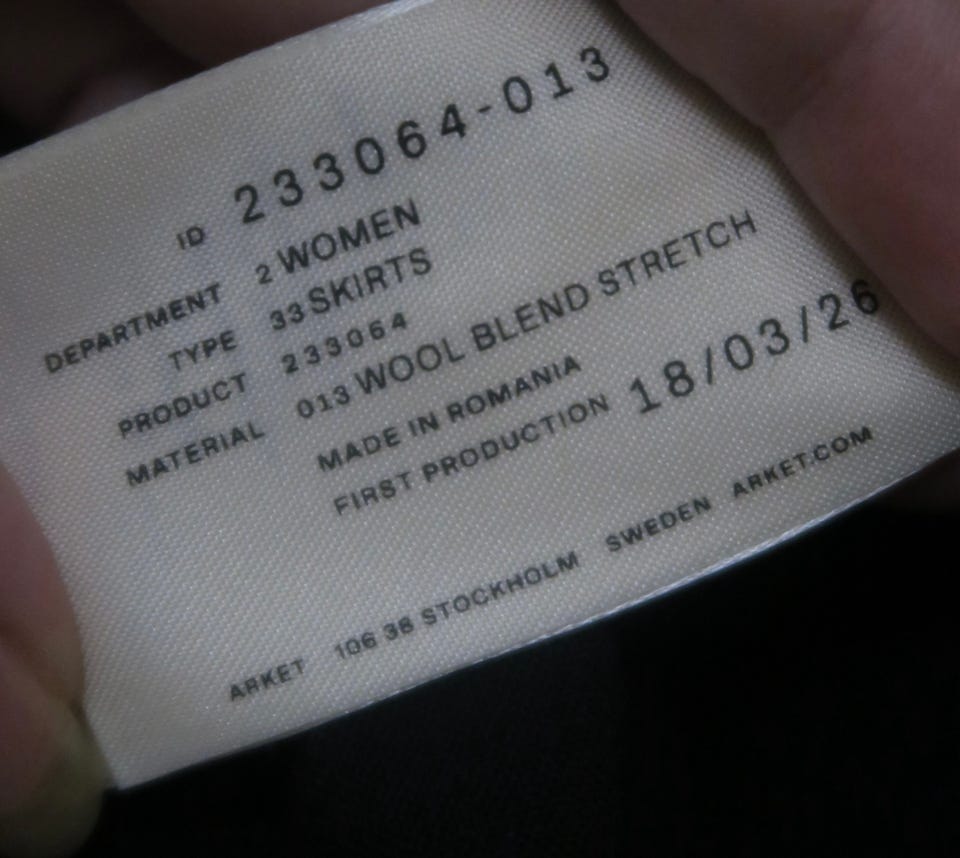 ID 233064-013
DEPARTMENT 2 WOMEN
TYPE 33 SKIRTS
PRODUCT 233064
MATERIAL 013 WOOL BLEND STRETCH
MADE IN ROMANIA
FIRST PRODUCTION 18/03/26
ARKET 106 38 STOCKHOLM SWEDEN ARKET.COM